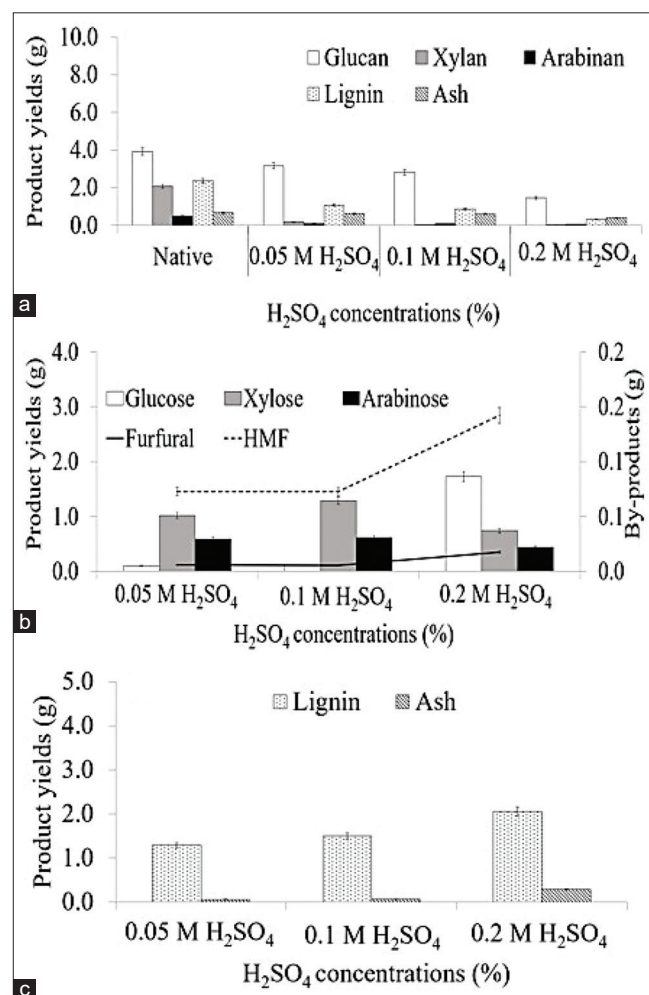 Product yields (g)
10.0
8.0
6.0
4.0
2.0
0.0
Glucan Xylan Arabinan
Lignin Ash
Native 0.05 M H₂SO₄ 0.1 M H₂SO₄ 0.2 M H₂SO₄
H₂SO₄ concentrations (%)
a
Product yields (g)
4.0
3.0
2.0
1.0
0.0
Glucose Xylose Arabinose
Furfural HMF
0.2
0.2
0.1
0.1
0.0
By-products (g)
0.05 M H₂SO₄ 0.1 M H₂SO₄ 0.2 M H₂SO₄
H₂SO₄ concentrations (%)
b
Product yields (g)
5.0
4.0
3.0
2.0
1.0
0.0
Lignin Ash
0.05 M H₂SO₄ 0.1 M H₂SO₄ 0.2 M H₂SO₄
H₂SO₄ concentrations (%)
c